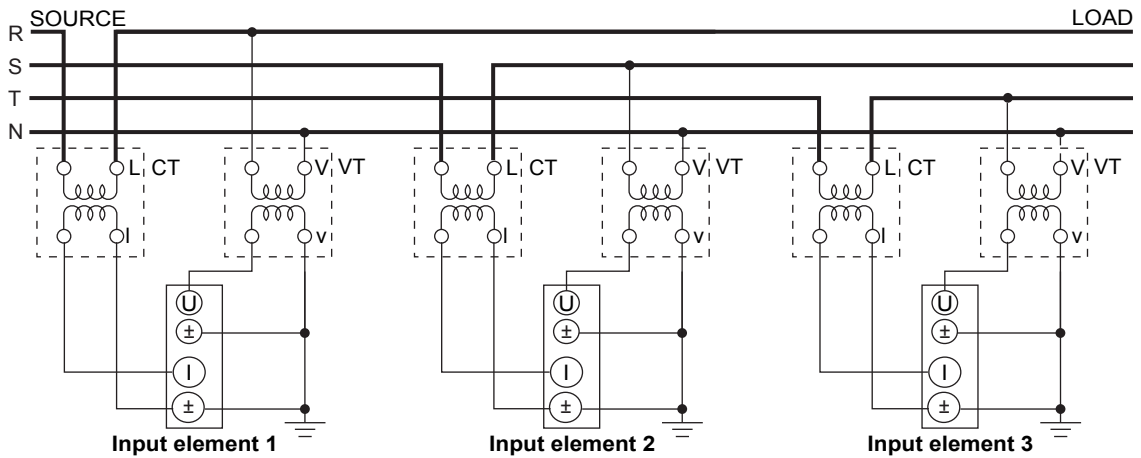 SOURCE LOAD
R
S
T
N
L CT V VT L CT V VT L CT V VT
l v l v l v
U U U
± ± ±
I I I
± ± ±
Input element 1 Input element 2 Input element 3